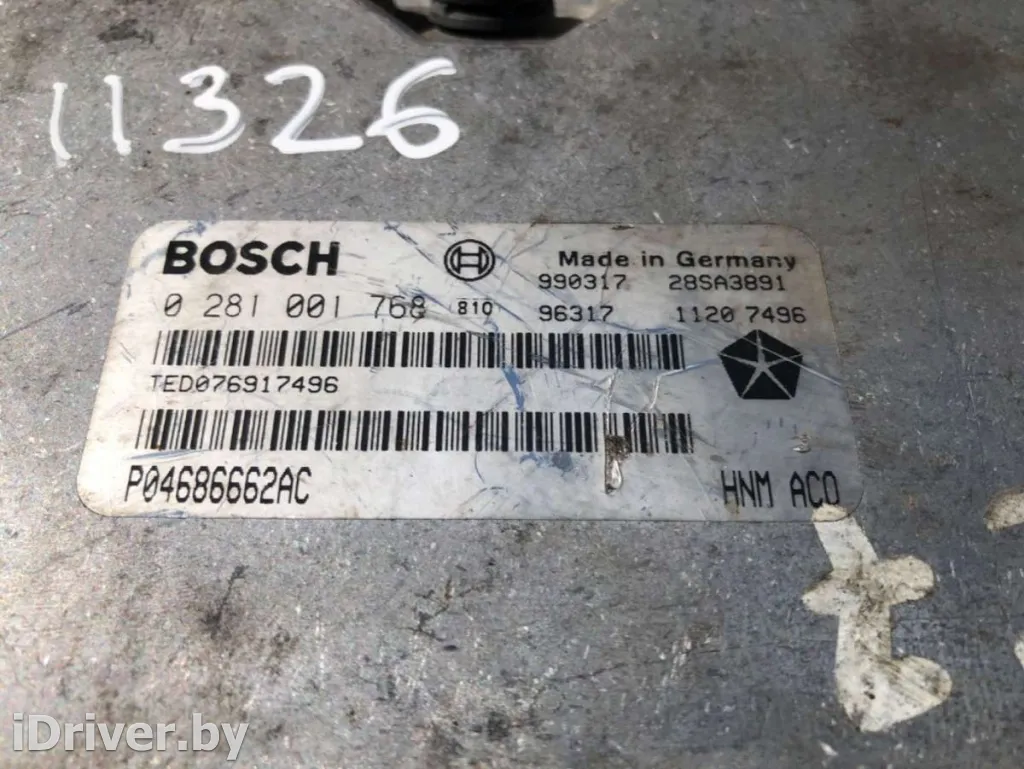 11326
BOSCH Made in Germany
990317 28SA3891
0 281 001 768 810 96317 1120 7496
TED076917496
P04686662AC HNM ACO
iDriver.by